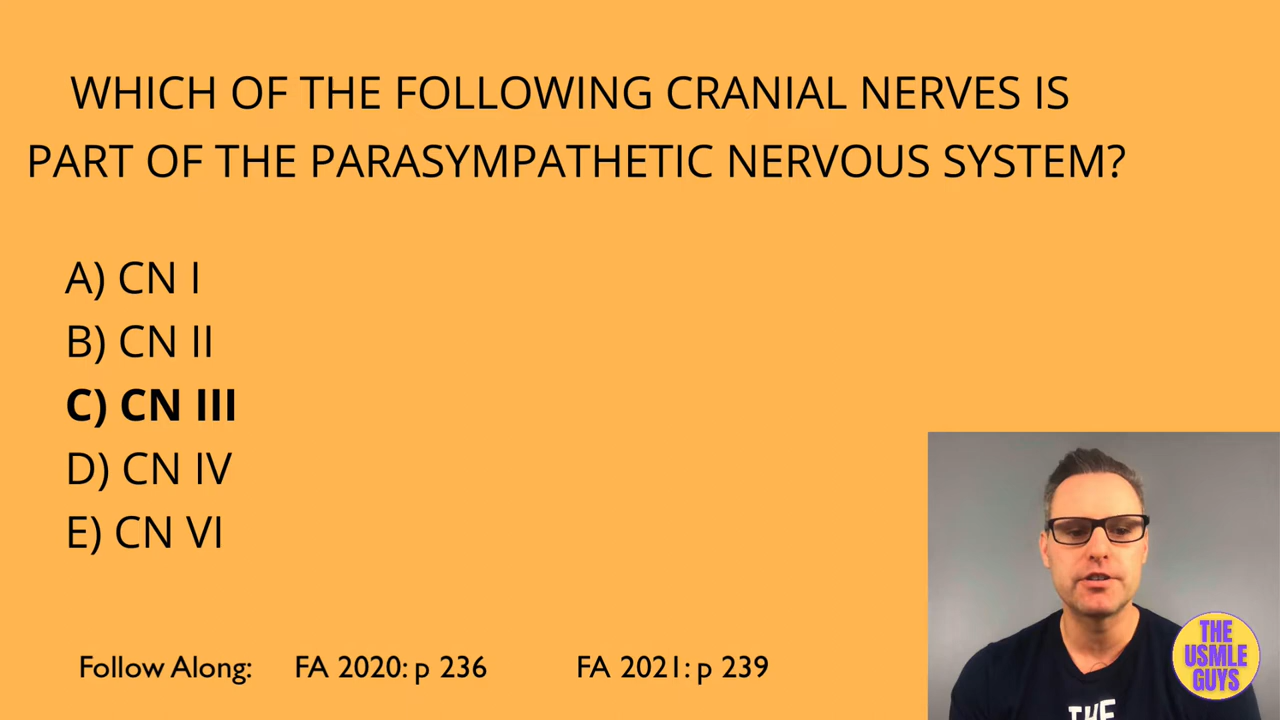 WHICH OF THE FOLLOWING CRANIAL NERVES IS
PART OF THE PARASYMPATHETIC NERVOUS SYSTEM?
A) CN I
B) CN II
C) CN III
D) CN IV
E) CN VI
Follow Along: FA 2020: p 236 FA 2021: p 239
THE
THE
USMLE
GUYS